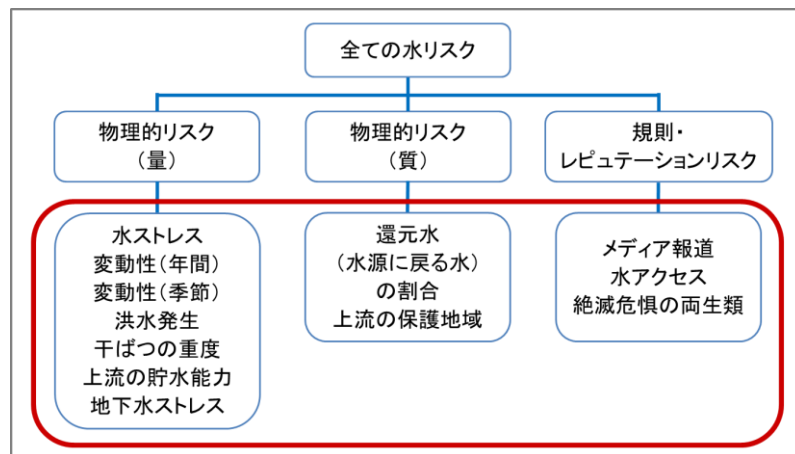 全ての水リスク
物理的リスク
（量）
物理的リスク
（質）
規則・
レピュテーションリスク
水ストレス
変動性（年間）
変動性（季節）
洪水発生
干ばつの重度
上流の貯水能力
地下水ストレス
還元水
（水源に戻る水）
の割合
上流の保護地域
メディア報道
水アクセス
絶滅危惧の両生類